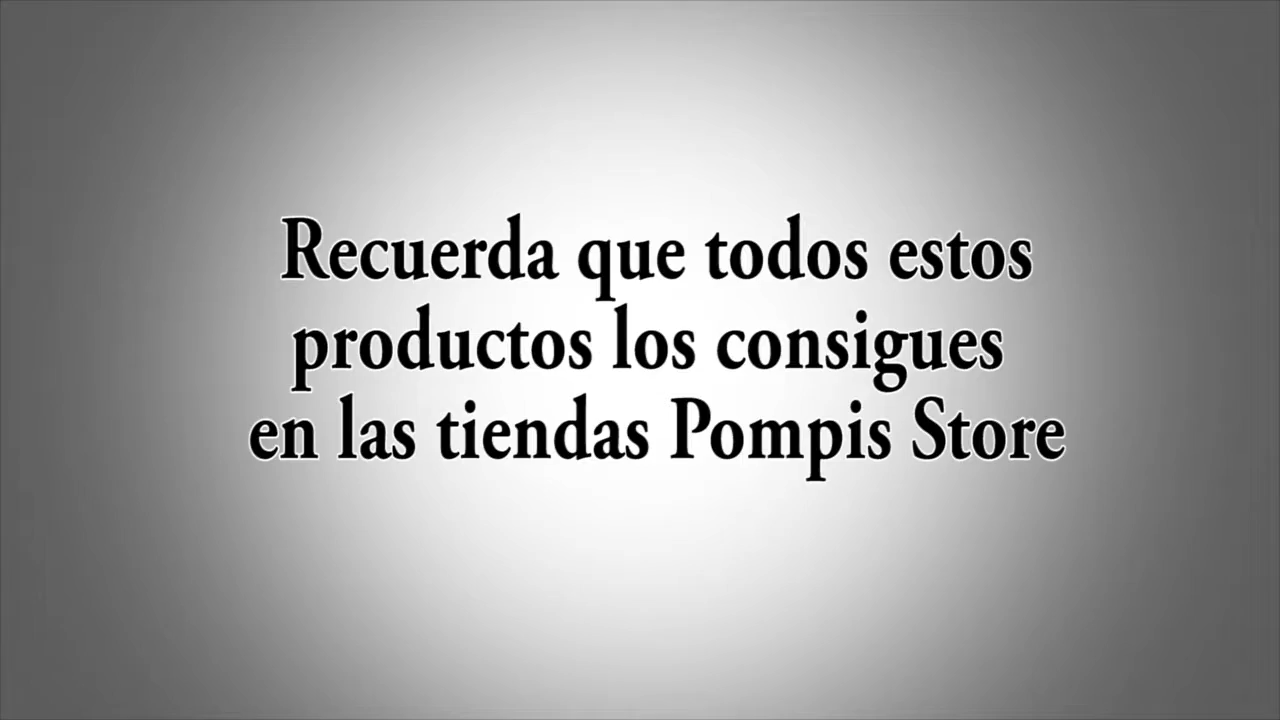 Recuerda que todos estos
productos los consigues
en las tiendas Pompis Store